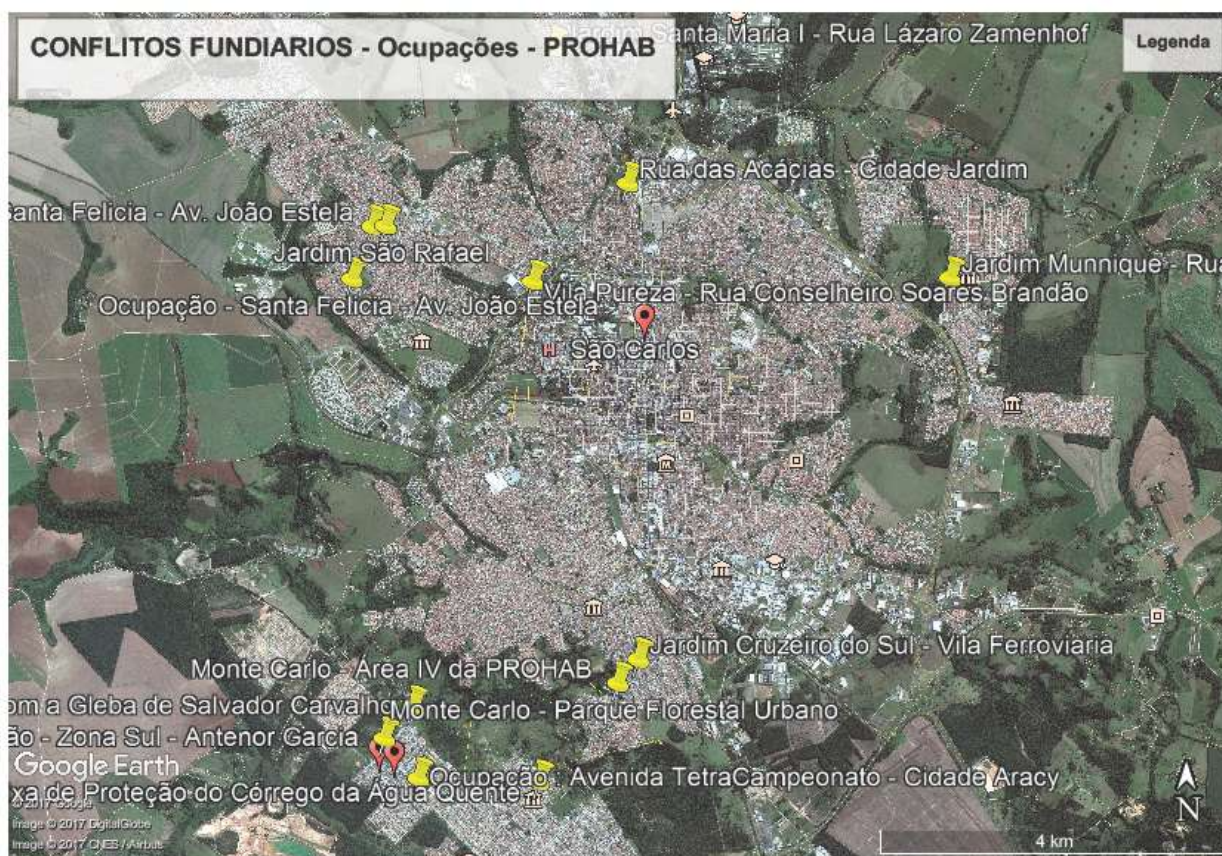 CONFLITOS FUNDIARIOS - Ocupações - PROHAB
Santa Maria I - Rua Lázaro Zamenhof
Legenda
Rua das Acácias - Cidade Jardim
Santa Felicia - Av. João Estela
Jardim São Rafael
Jardim Munnique - Rua
Vila Pureza - Rua Conselheiro Soares Brandão
Ocupação - Santa Felicia - Av. João Estela
H
São Carlos
M
Jardim Cruzeiro do Sul - Vila Ferroviaria
Monte Carlo - Area IV da PROHAB
om a Gleba de Salvador Carvalho
Monte Carlo - Parque Florestal Urbano
ão - Zona Sul - Antenor Garcia
Google Earth
Ocupação - Avenida TetraCampeonato - Cidade Aracy
xa de Proteção do Córrego da Água Quente
© 2017 Google
Image © 2017 DigitalGlobe
Image © 2017 CNES / Airbus
N
4 km